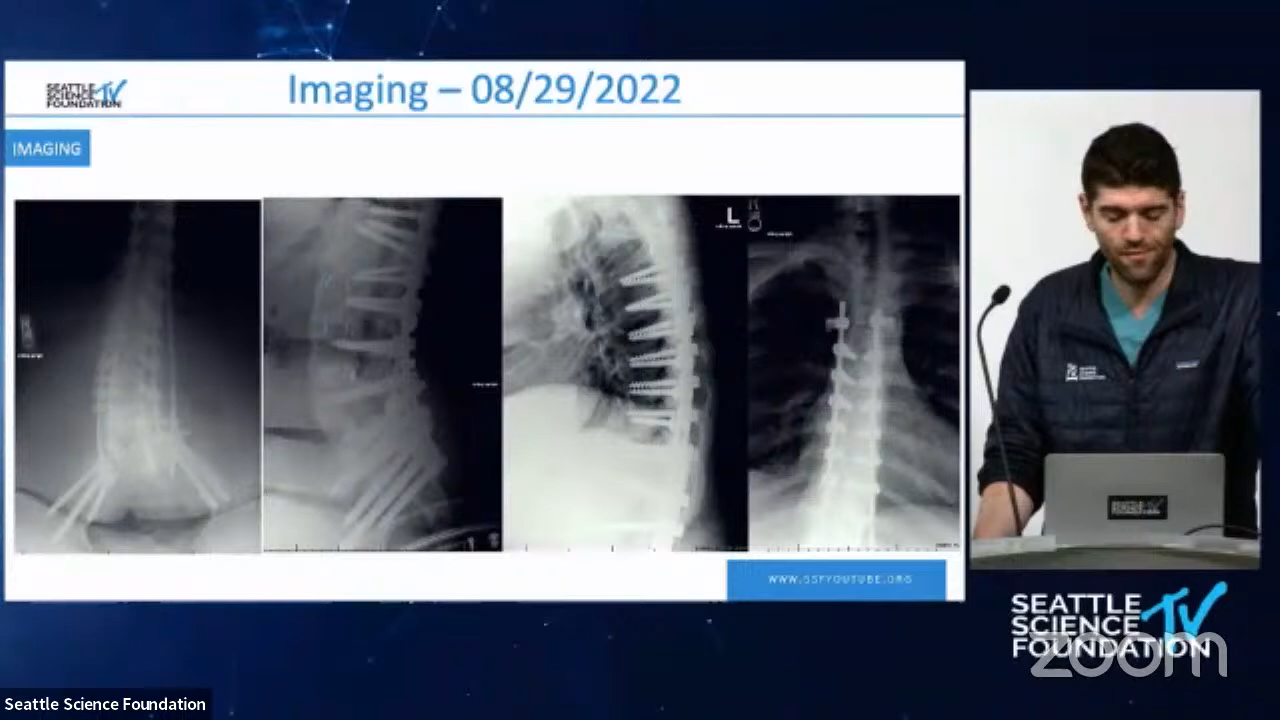 SEATTLE
SCIENCE
FOUNDATION
TV
Imaging – 08/29/2022
IMAGING
L
WWW.SSFYOUTUBE.ORG
SEATTLE
SCIENCE
FOUNDATION
TV
zoom
Seattle Science Foundation